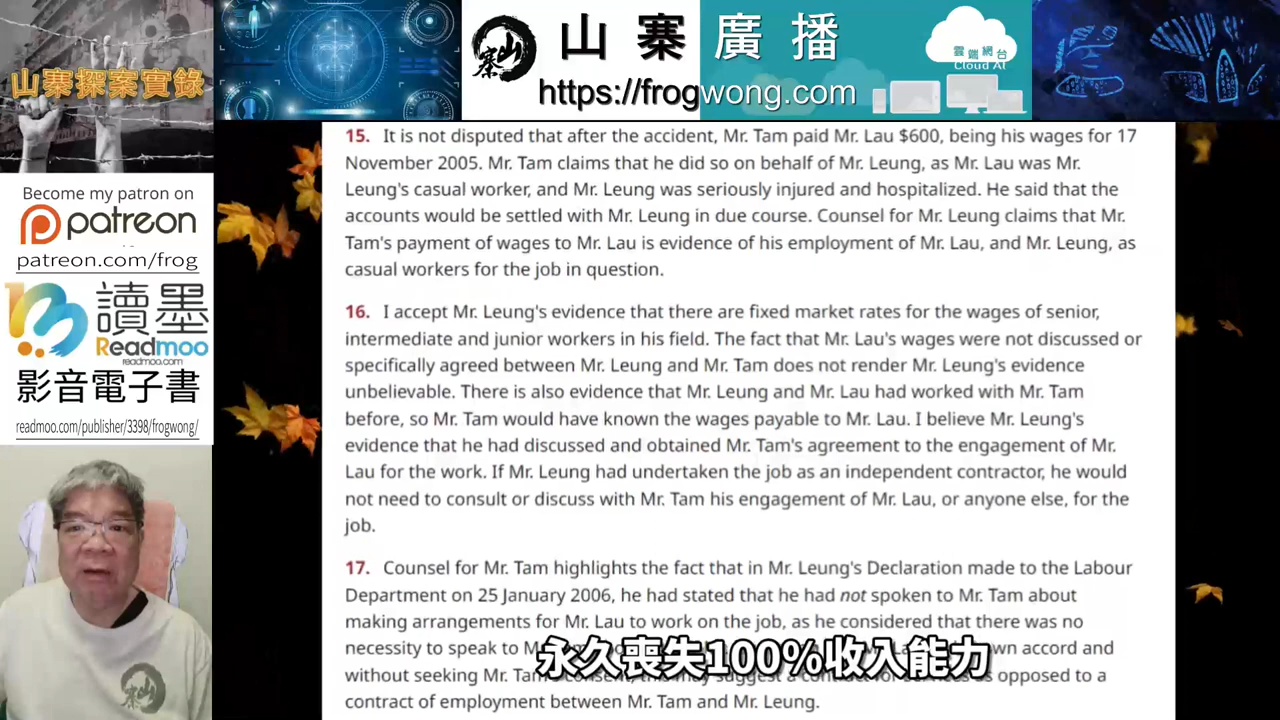 山寨探案實錄
山寨
山寨廣播
https://frogwong.com
雲端網台
Cloud AI
Become my patron on
patreon
patreon.com/frog
讀墨
Readmoo
readmoo.com
影音電子書
readmoo.com/publisher/3398/frogwong/
15. It is not disputed that after the accident, Mr. Tam paid Mr. Lau $600, being his wages for 17
November 2005. Mr. Tam claims that he did so on behalf of Mr. Leung, as Mr. Lau was Mr.
Leung's casual worker, and Mr. Leung was seriously injured and hospitalized. He said that the
accounts would be settled with Mr. Leung in due course. Counsel for Mr. Leung claims that Mr.
Tam's payment of wages to Mr. Lau is evidence of his employment of Mr. Lau, and Mr. Leung, as
casual workers for the job in question.
16. I accept Mr. Leung's evidence that there are fixed market rates for the wages of senior,
intermediate and junior workers in his field. The fact that Mr. Lau's wages were not discussed or
specifically agreed between Mr. Leung and Mr. Tam does not render Mr. Leung's evidence
unbelievable. There is also evidence that Mr. Leung and Mr. Lau had worked with Mr. Tam
before, so Mr. Tam would have known the wages payable to Mr. Lau. I believe Mr. Leung's
evidence that he had discussed and obtained Mr. Tam's agreement to the engagement of Mr.
Lau for the work. If Mr. Leung had undertaken the job as an independent contractor, he would
not need to consult or discuss with Mr. Tam his engagement of Mr. Lau, or anyone else, for the
job.
17. Counsel for Mr. Tam highlights the fact that in Mr. Leung's Declaration made to the Labour
Department on 25 January 2006, he had stated that he had not spoken to Mr. Tam about
making arrangements for Mr. Lau to work on the job, as he considered that there was no
necessity to speak to own accord and
without seeking Mr. opposed to a
contract of employment between Mr. Tam and Mr. Leung.
永久喪失100%收入能力
山寨